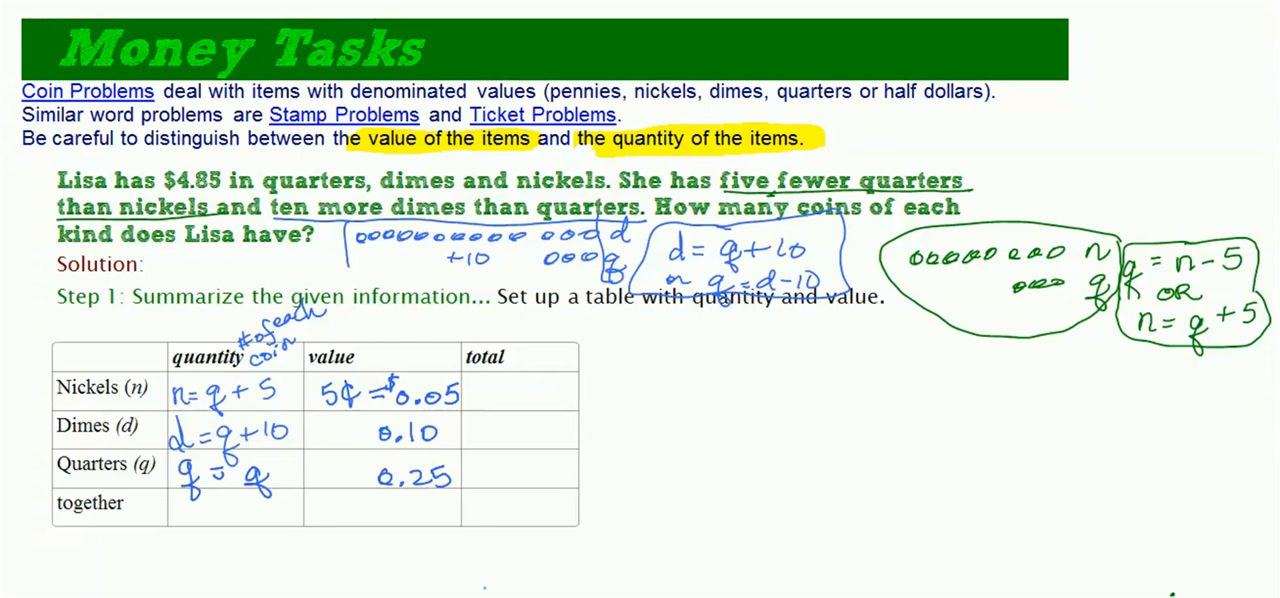 Money Tasks
Coin Problems deal with items with denominated values (pennies, nickels, dimes, quarters or half dollars).
Similar word problems are Stamp Problems and Ticket Problems.
Be careful to distinguish between the value of the items and the quantity of the items.
Lisa has $4.85 in quarters, dimes and nickels. She has five fewer quarters
than nickels and ten more dimes than quarters. How many coins of each
kind does Lisa have?
d
+10 q
d = q + 10
or q = d - 10
n
q
q = n - 5
OR
n = q + 5
Solution:
Step 1: Summarize the given information... Set up a table with quantity and value.
# of each
coin
quantity value total
Nickels (n) n = q + 5 5¢ = $0.05
Dimes (d) d = q + 10 0.10
Quarters (q) q = q 0.25
together